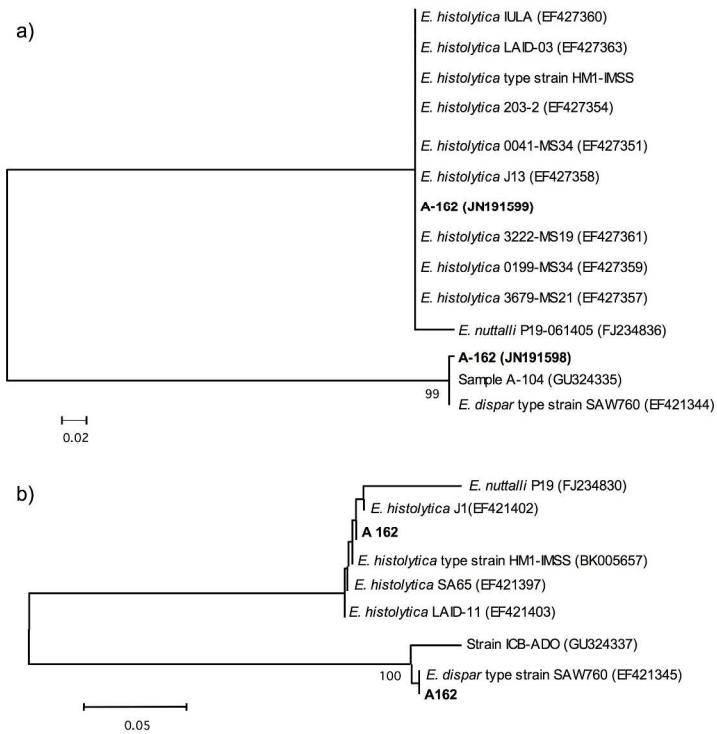 a)
E. histolytica IULA (EF427360)
E. histolytica LAID-03 (EF427363)
E. histolytica type strain HM1-IMSS
E. histolytica 203-2 (EF427354)
E. histolytica 0041-MS34 (EF427351)
E. histolytica J13 (EF427358)
A-162 (JN191599)
E. histolytica 3222-MS19 (EF427361)
E. histolytica 0199-MS34 (EF427359)
E. histolytica 3679-MS21 (EF427357)
E. nuttalli P19-061405 (FJ234836)
A-162 (JN191598)
Sample A-104 (GU324335)
99
E. dispar type strain SAW760 (EF421344)
0.02
b)
E. nuttalli P19 (FJ234830)
E. histolytica J1(EF421402)
A 162
E. histolytica type strain HM1-IMSS (BK005657)
E. histolytica SA65 (EF421397)
E. histolytica LAID-11 (EF421403)
Strain ICB-ADO (GU324337)
100
E. dispar type strain SAW760 (EF421345)
A162
0.05